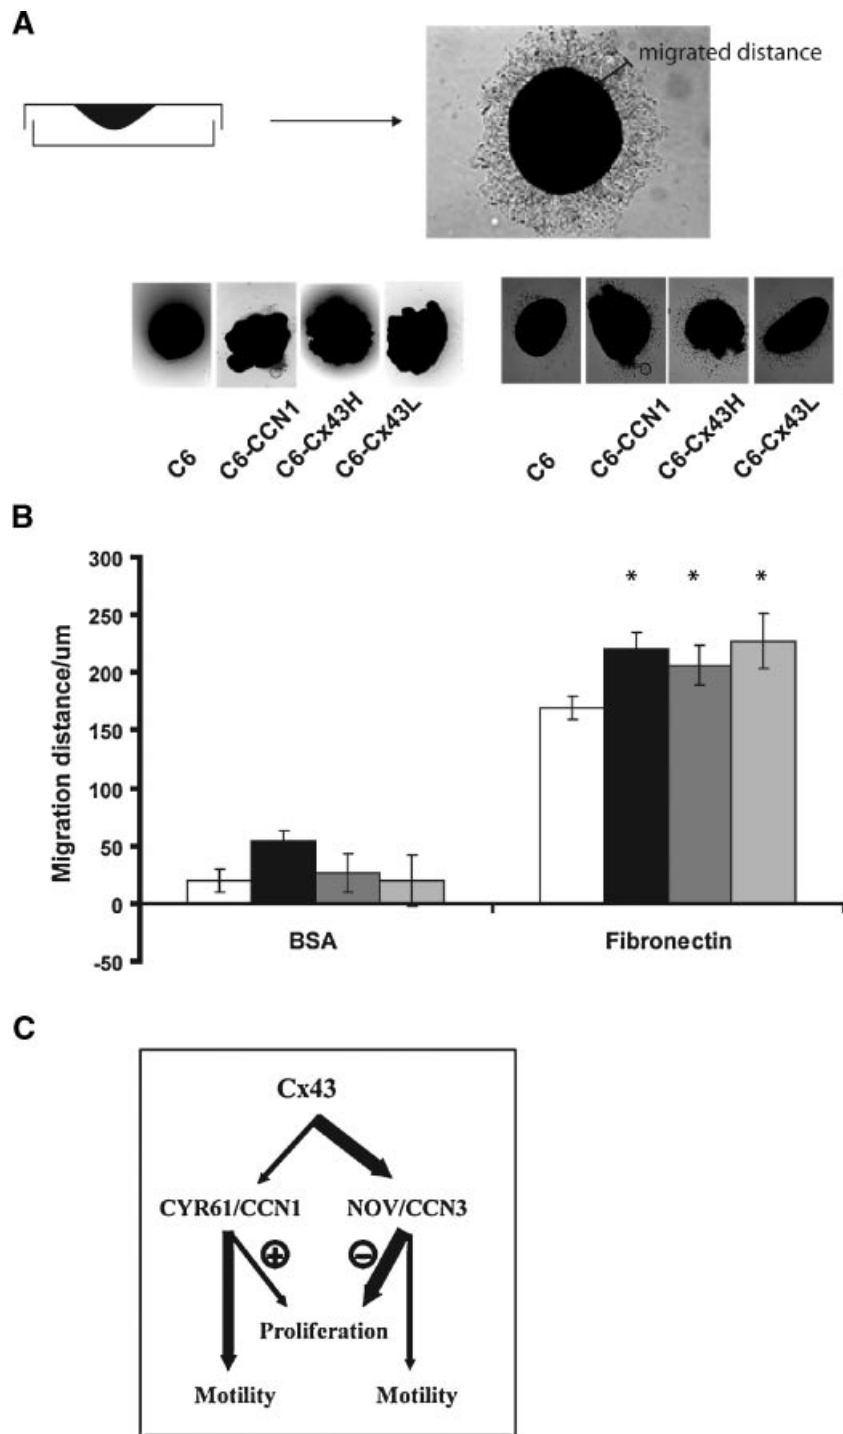 A
migrated distance
C6
C6-CCN1
C6-Cx43H
C6-Cx43L
C6
C6-CCN1
C6-Cx43H
C6-Cx43L
B
Migration distance/um
300
250
200
150
100
50
0
-50
* * *
BSA Fibronectin
C
Cx43
CYR61/CCN1 NOV/CCN3
+ −
Proliferation
Motility Motility